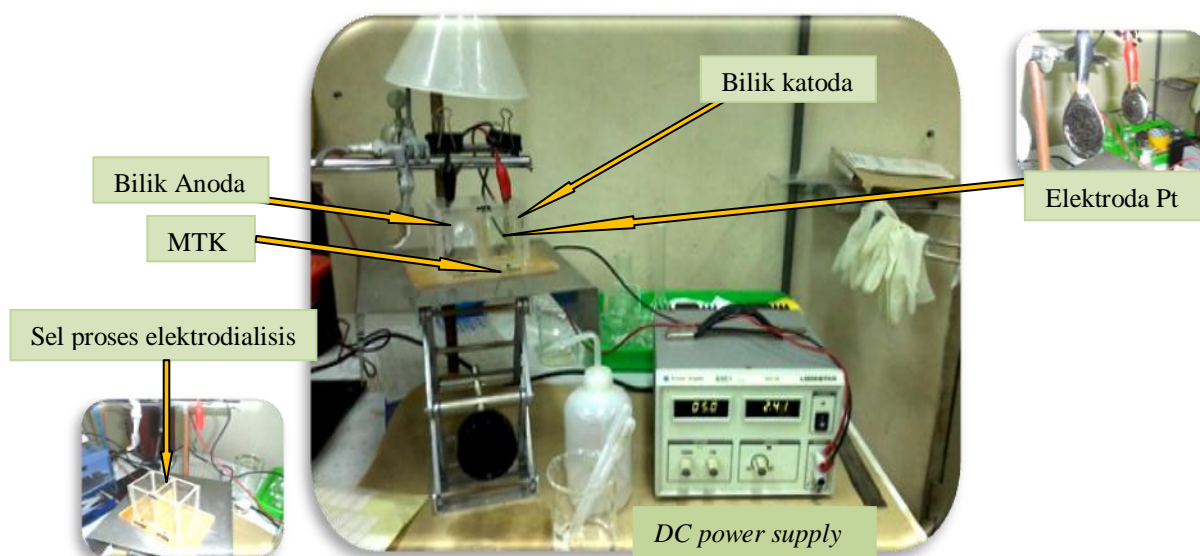 Bilik katoda
Bilik Anoda
Elektroda Pt
MTK
Sel proses elektrodialisis
050 241
DC power supply